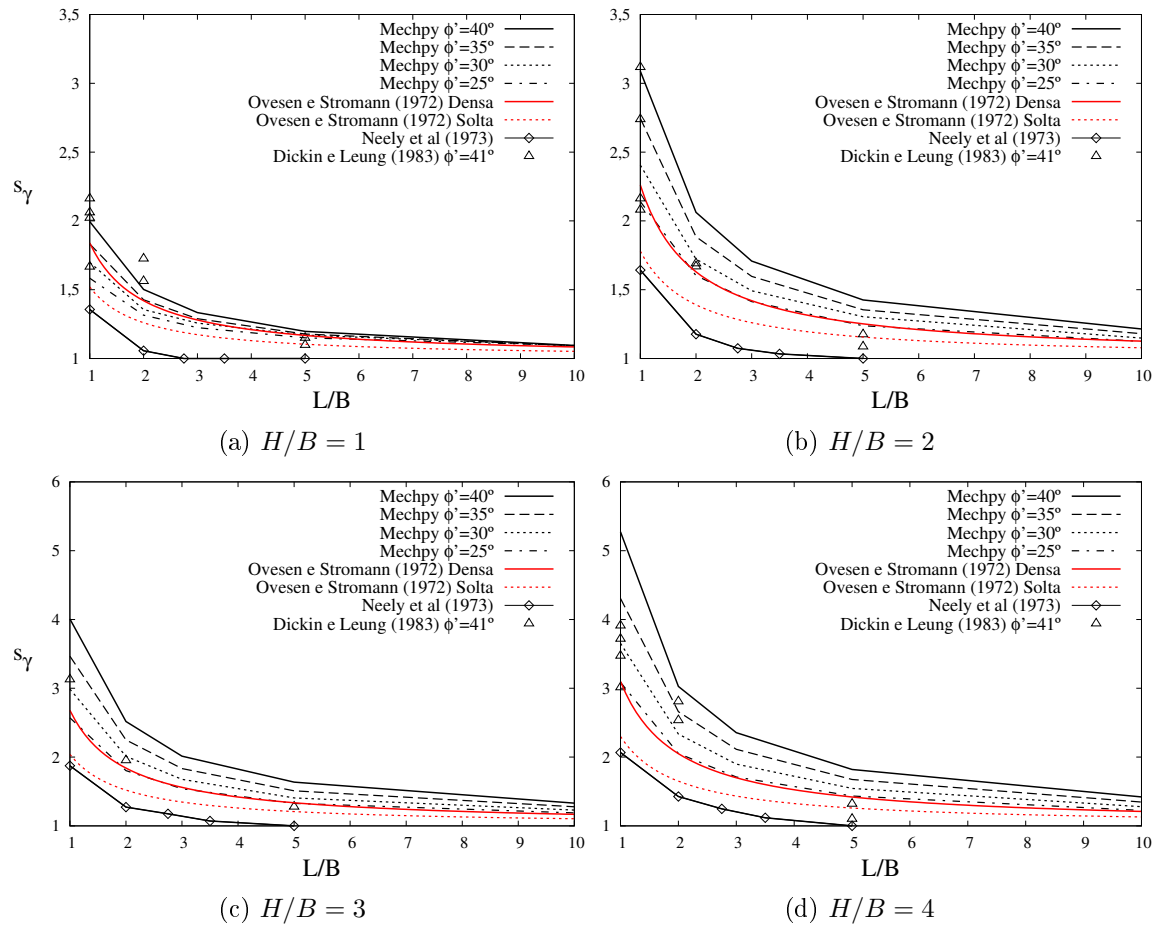 3,5
3
2,5
2
1,5
1
sγ
1 2 3 4 5 6 7 8 9 10
L/B
Mechpy ϕ’=40º
Mechpy ϕ’=35º
Mechpy ϕ’=30º
Mechpy ϕ’=25º
Ovesen e Stromann (1972) Densa
Ovesen e Stromann (1972) Solta
Neely et al (1973)
Dickin e Leung (1983) ϕ’=41º
(a) H/B = 1
3,5
3
2,5
2
1,5
1
1 2 3 4 5 6 7 8 9 10
L/B
Mechpy ϕ’=40º
Mechpy ϕ’=35º
Mechpy ϕ’=30º
Mechpy ϕ’=25º
Ovesen e Stromann (1972) Densa
Ovesen e Stromann (1972) Solta
Neely et al (1973)
Dickin e Leung (1983) ϕ’=41º
(b) H/B = 2
6
5
4
3
2
1
sγ
1 2 3 4 5 6 7 8 9 10
L/B
Mechpy ϕ’=40º
Mechpy ϕ’=35º
Mechpy ϕ’=30º
Mechpy ϕ’=25º
Ovesen e Stromann (1972) Densa
Ovesen e Stromann (1972) Solta
Neely et al (1973)
Dickin e Leung (1983) ϕ’=41º
(c) H/B = 3
6
5
4
3
2
1
1 2 3 4 5 6 7 8 9 10
L/B
Mechpy ϕ’=40º
Mechpy ϕ’=35º
Mechpy ϕ’=30º
Mechpy ϕ’=25º
Ovesen e Stromann (1972) Densa
Ovesen e Stromann (1972) Solta
Neely et al (1973)
Dickin e Leung (1983) ϕ’=41º
(d) H/B = 4